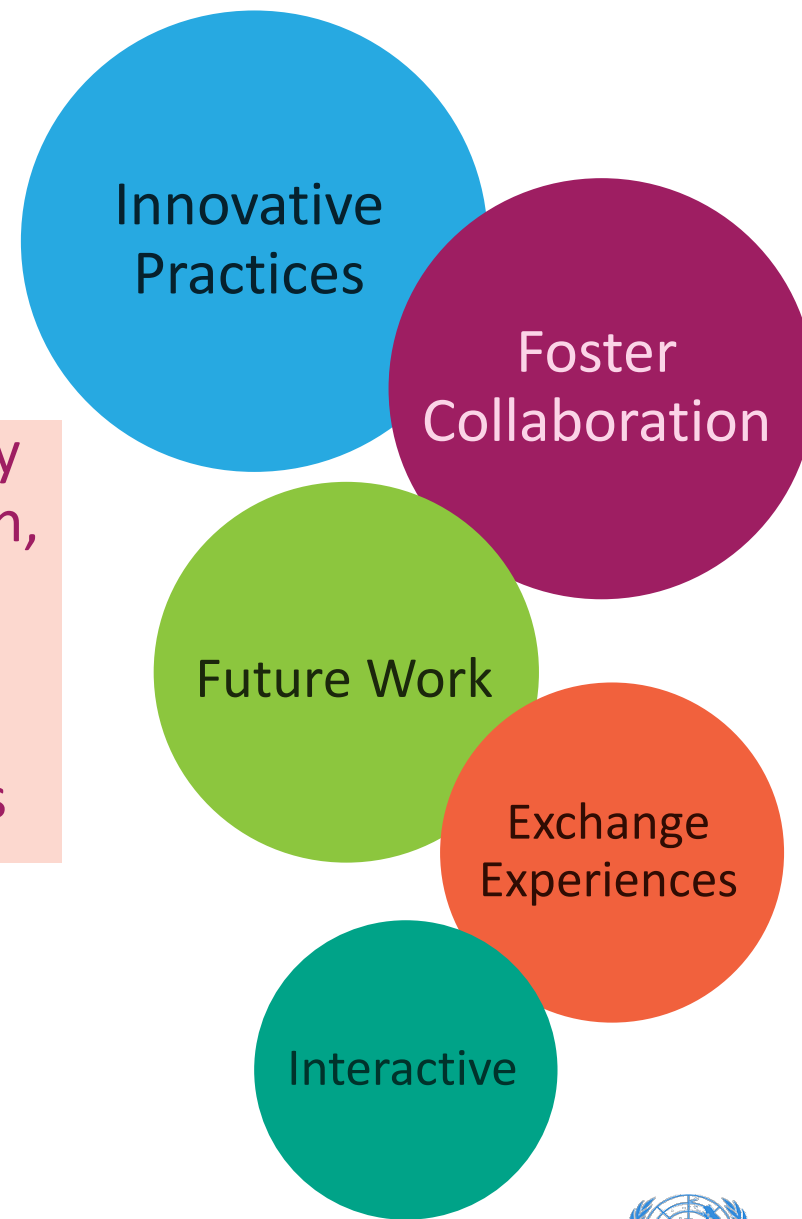 Innovative
Practices
Foster
Collaboration
Future Work
Exchange
Experiences
Interactive